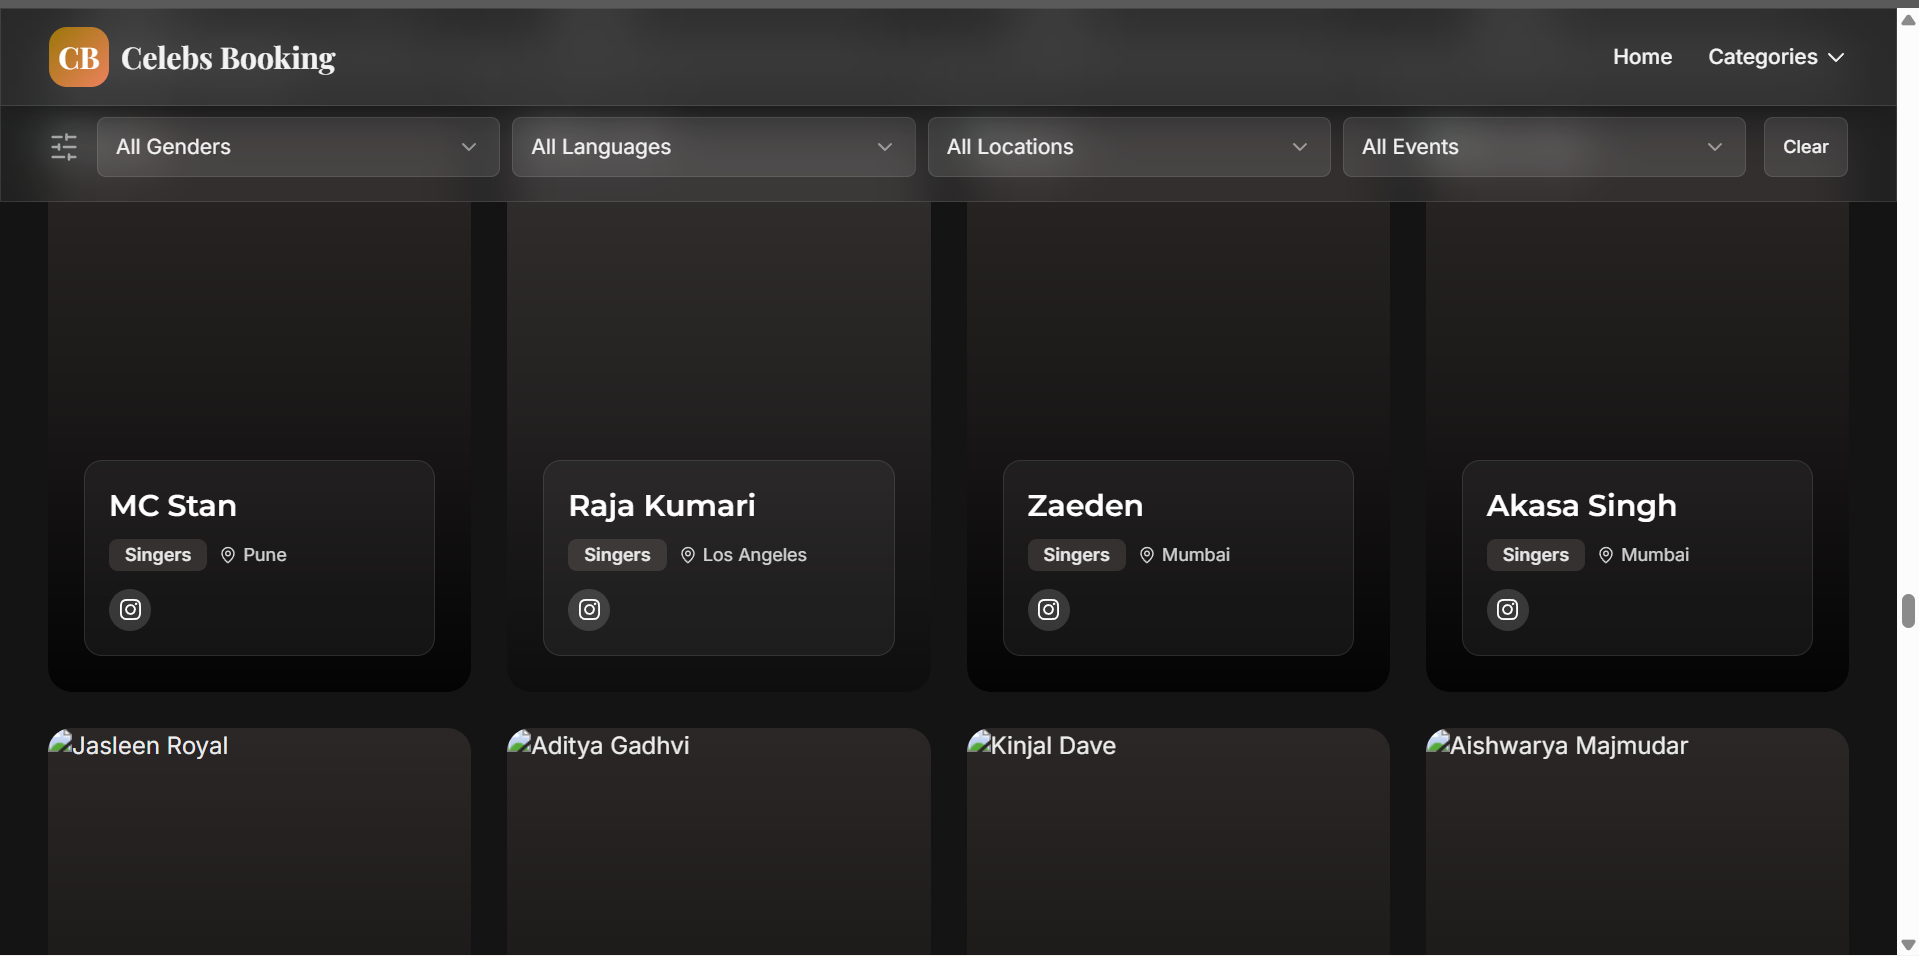 CB Celebs Booking
Home Categories
All Genders All Languages All Locations All Events Clear
MC Stan
Singers Pune
Raja Kumari
Singers Los Angeles
Zaeden
Singers Mumbai
Akasa Singh
Singers Mumbai
Jasleen Royal
Aditya Gadhvi
Kinjal Dave
Aishwarya Majmudar